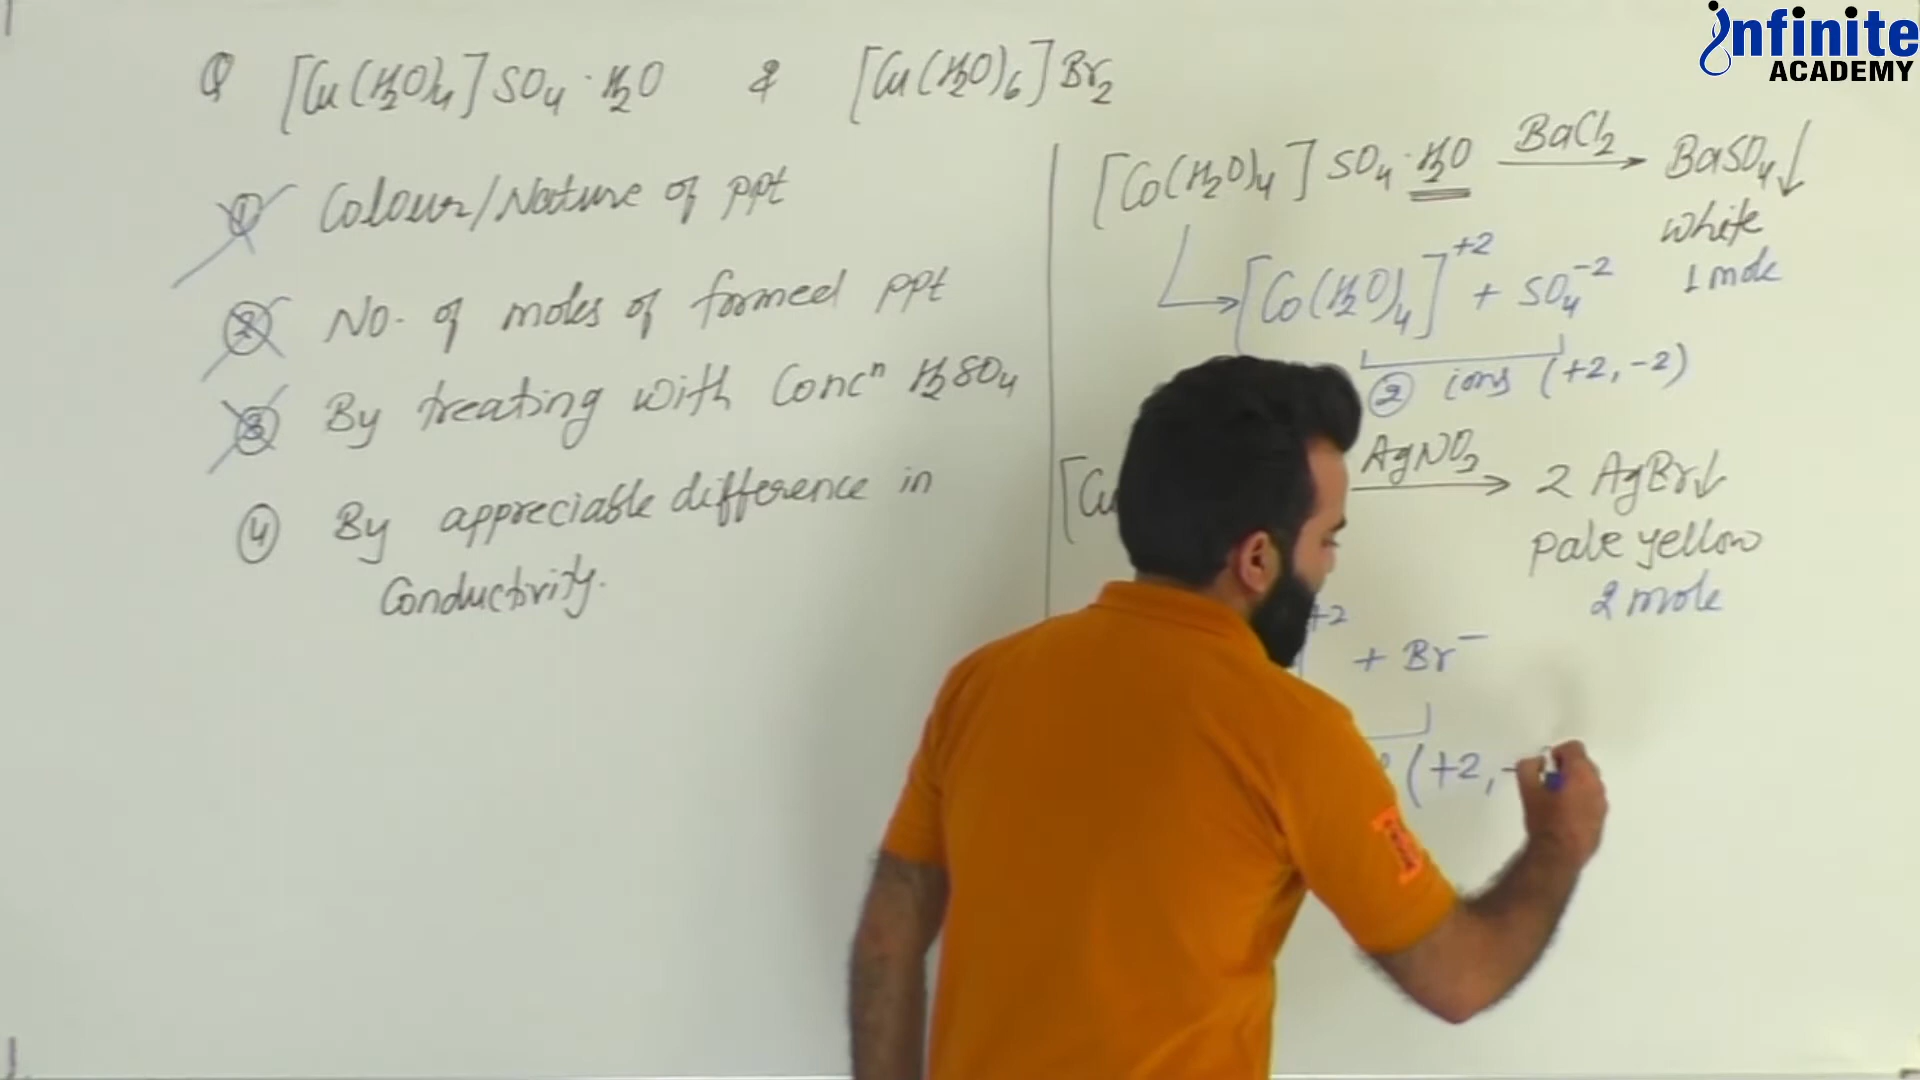 infinite
ACADEMY
Q [Cu(H2O)4]SO4·H2O & [Cu(H2O)6]Br2
① Colour/Nature of ppt
② No. of moles of formed ppt
③ By treating with Concⁿ H2SO4
④ By appreciable difference in
Conductivity.
[Co(H2O)4]SO4·H2O BaCl2 → BaSO4↓
White
1 mole
[Co(H2O)4]+2 + SO4-2
② ions (+2, -2)
[Cu AgNO3 → 2 AgBr↓
pale yellow
2 mole
+2 + Br-
(+2, -